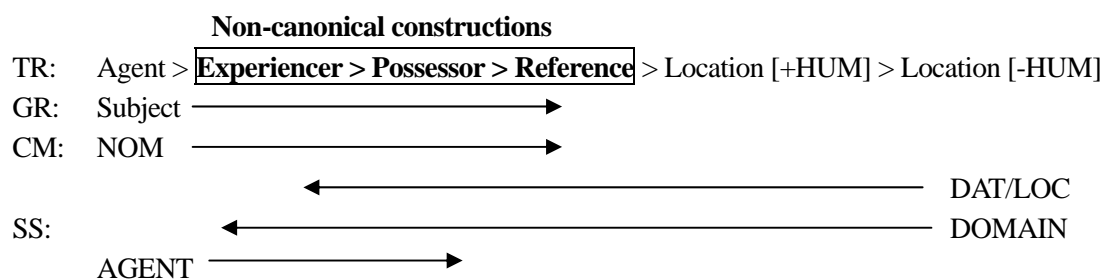 Non-canonical constructions
TR: Agent > Experiencer > Possessor > Reference > Location [+HUM] > Location [-HUM]
GR: Subject
CM: NOM
DAT/LOC
SS: DOMAIN
AGENT